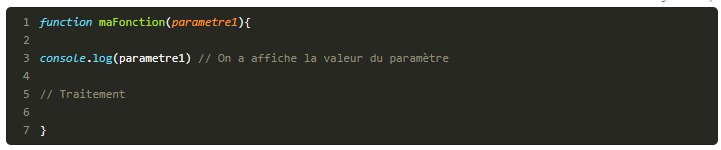 1 function maFonction(parametre1){
2
3 console.log(parametre1) // On a affiche la valeur du paramètre
4
5 // Traitement
6
7 }